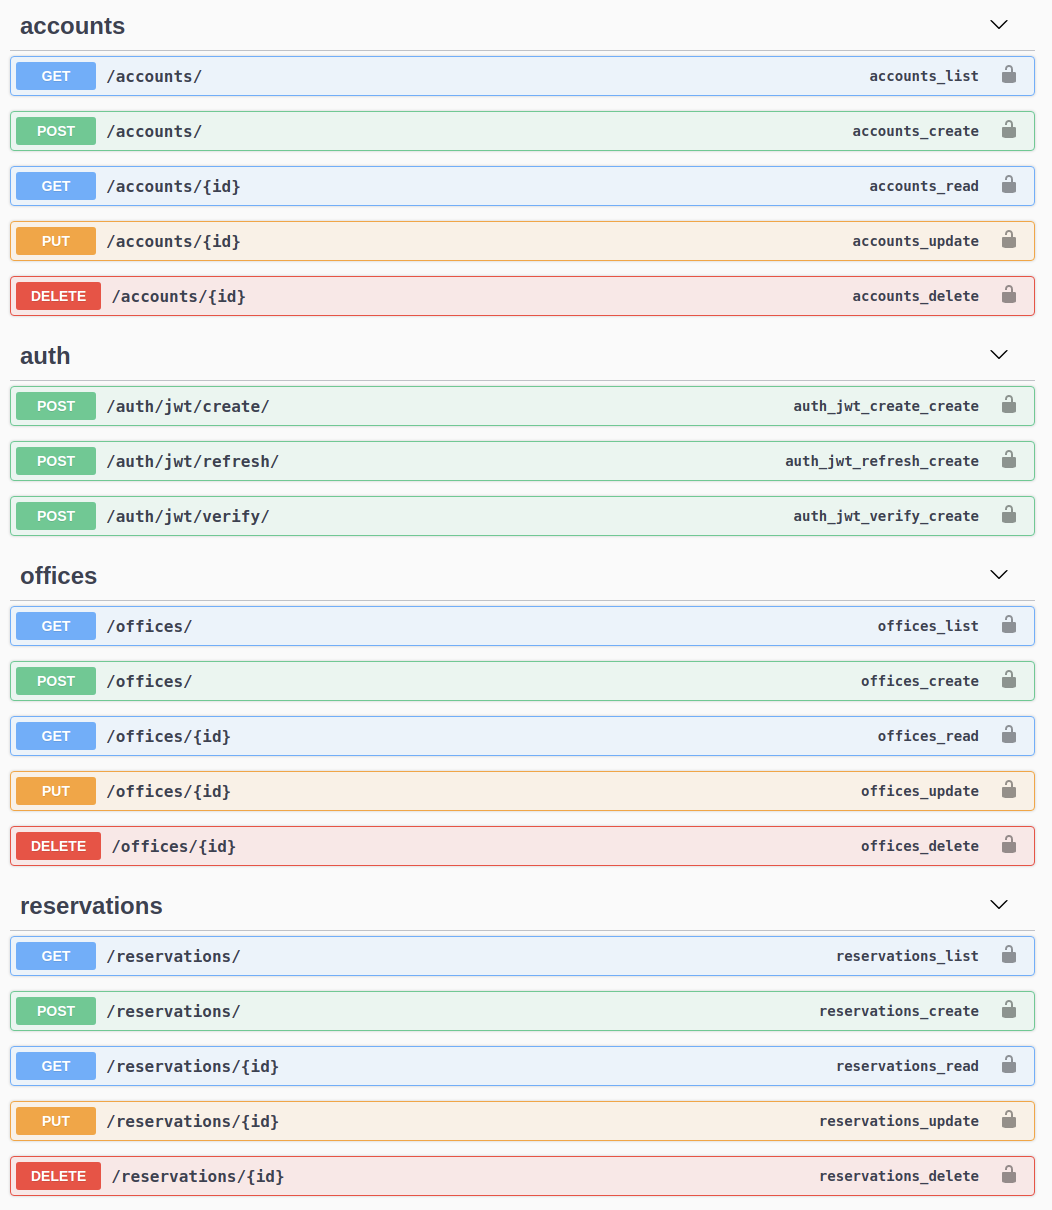 accounts
GET /accounts/ accounts_list
POST /accounts/ accounts_create
GET /accounts/{id} accounts_read
PUT /accounts/{id} accounts_update
DELETE /accounts/{id} accounts_delete
auth
POST /auth/jwt/create/ auth_jwt_create_create
POST /auth/jwt/refresh/ auth_jwt_refresh_create
POST /auth/jwt/verify/ auth_jwt_verify_create
offices
GET /offices/ offices_list
POST /offices/ offices_create
GET /offices/{id} offices_read
PUT /offices/{id} offices_update
DELETE /offices/{id} offices_delete
reservations
GET /reservations/ reservations_list
POST /reservations/ reservations_create
GET /reservations/{id} reservations_read
PUT /reservations/{id} reservations_update
DELETE /reservations/{id} reservations_delete